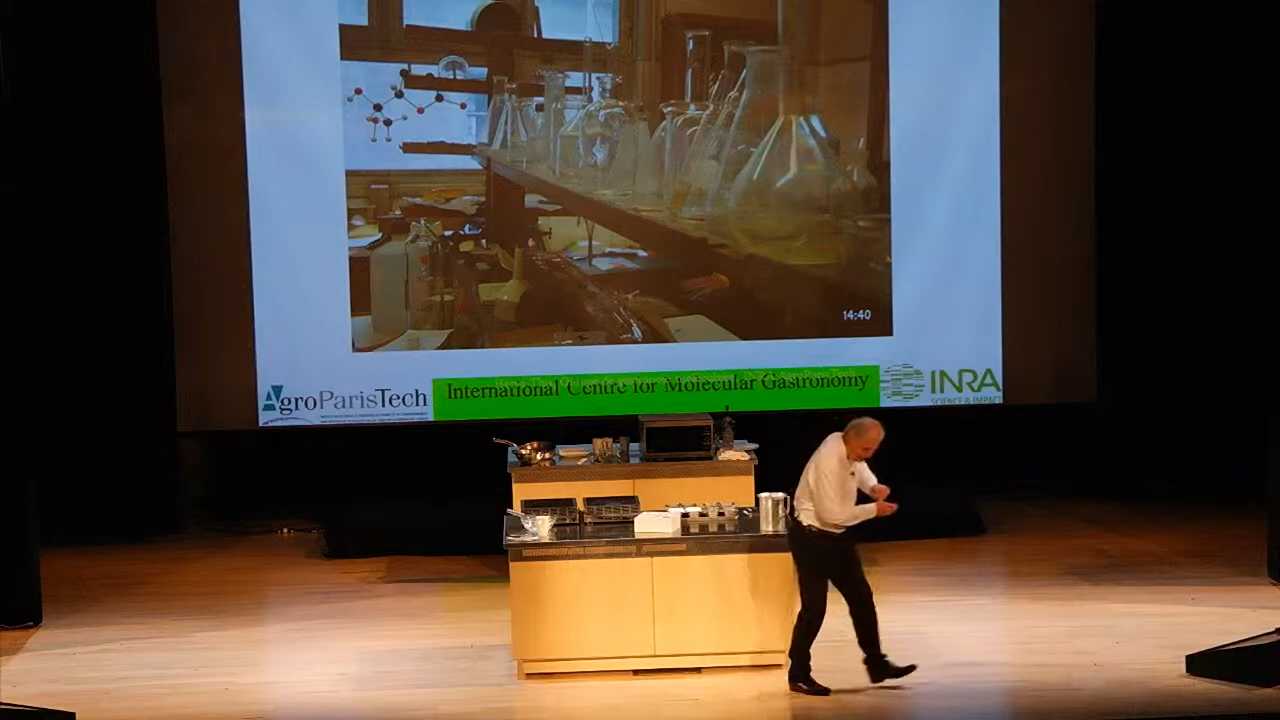 14:40
AgroParisTech
International Centre for Molecular Gastronomy
INRA
SCIENCE & IMPACT